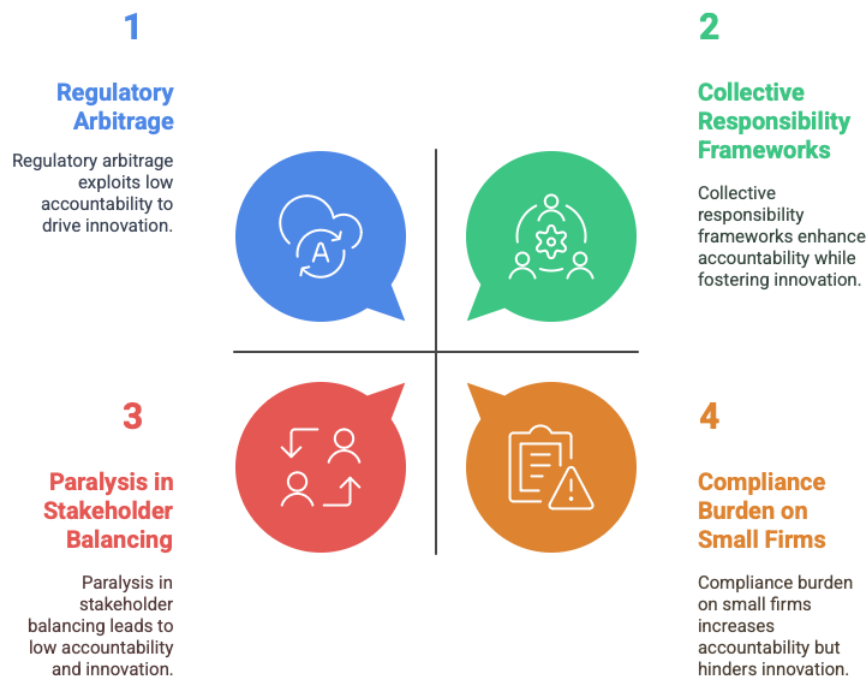 1
Regulatory
Arbitrage
Regulatory arbitrage
exploits low
accountability to
drive innovation.
A
2
Collective
Responsibility
Frameworks
Collective
responsibility
frameworks enhance
accountability while
fostering innovation.
3
Paralysis in
Stakeholder
Balancing
Paralysis in
stakeholder
balancing leads to
low accountability
and innovation.
4
Compliance
Burden on
Small Firms
Compliance burden
on small firms
increases
accountability but
hinders innovation.